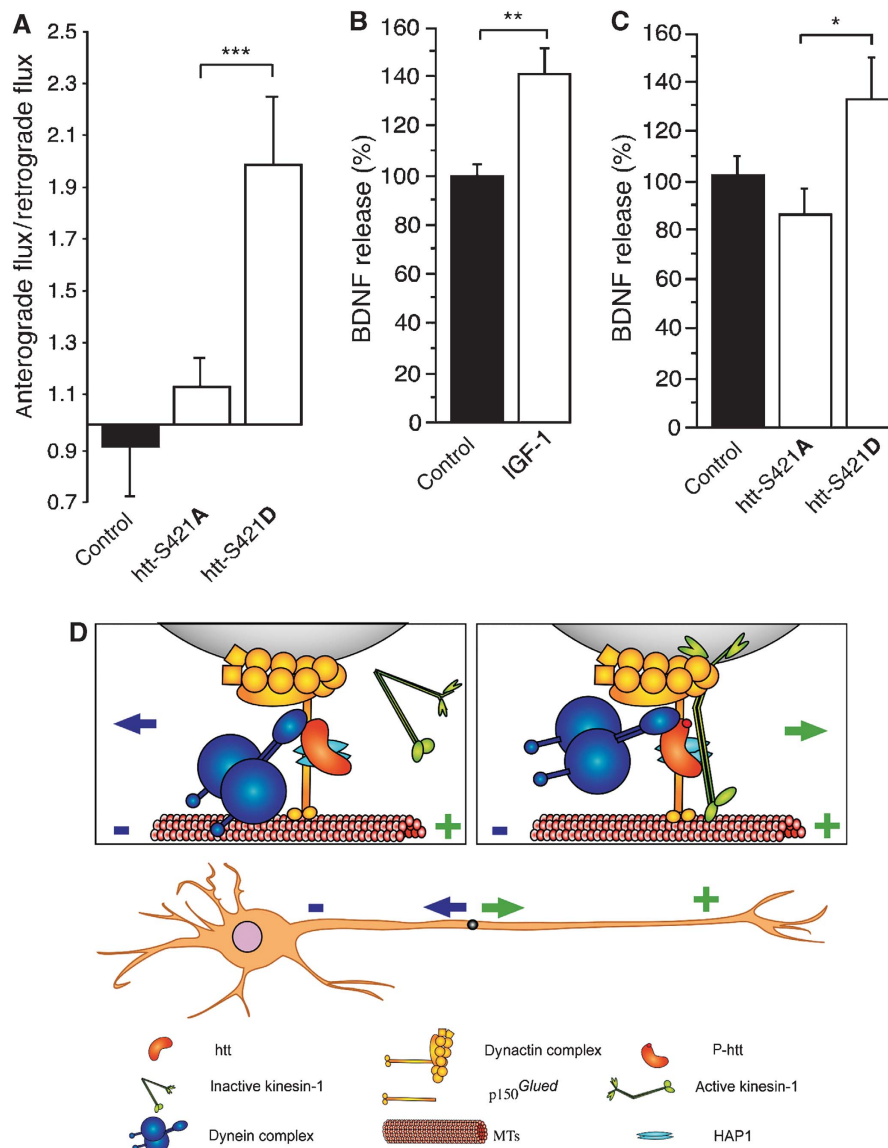 A
Anterograde flux/retrograde flux
2.5
2.3
2.1
1.9
1.7
1.5
1.3
1.1
0.9
0.7
***
Control
htt-S421A
htt-S421D
B
BDNF release (%)
160
140
120
100
80
60
40
20
0
**
Control
IGF-1
C
BDNF release (%)
160
140
120
100
80
60
40
20
0
*
Control
htt-S421A
htt-S421D
D
- +
- +
- +
htt
Dynactin complex
P-htt
Inactive kinesin-1
p150Glued
Active kinesin-1
Dynein complex
MTs
HAP1